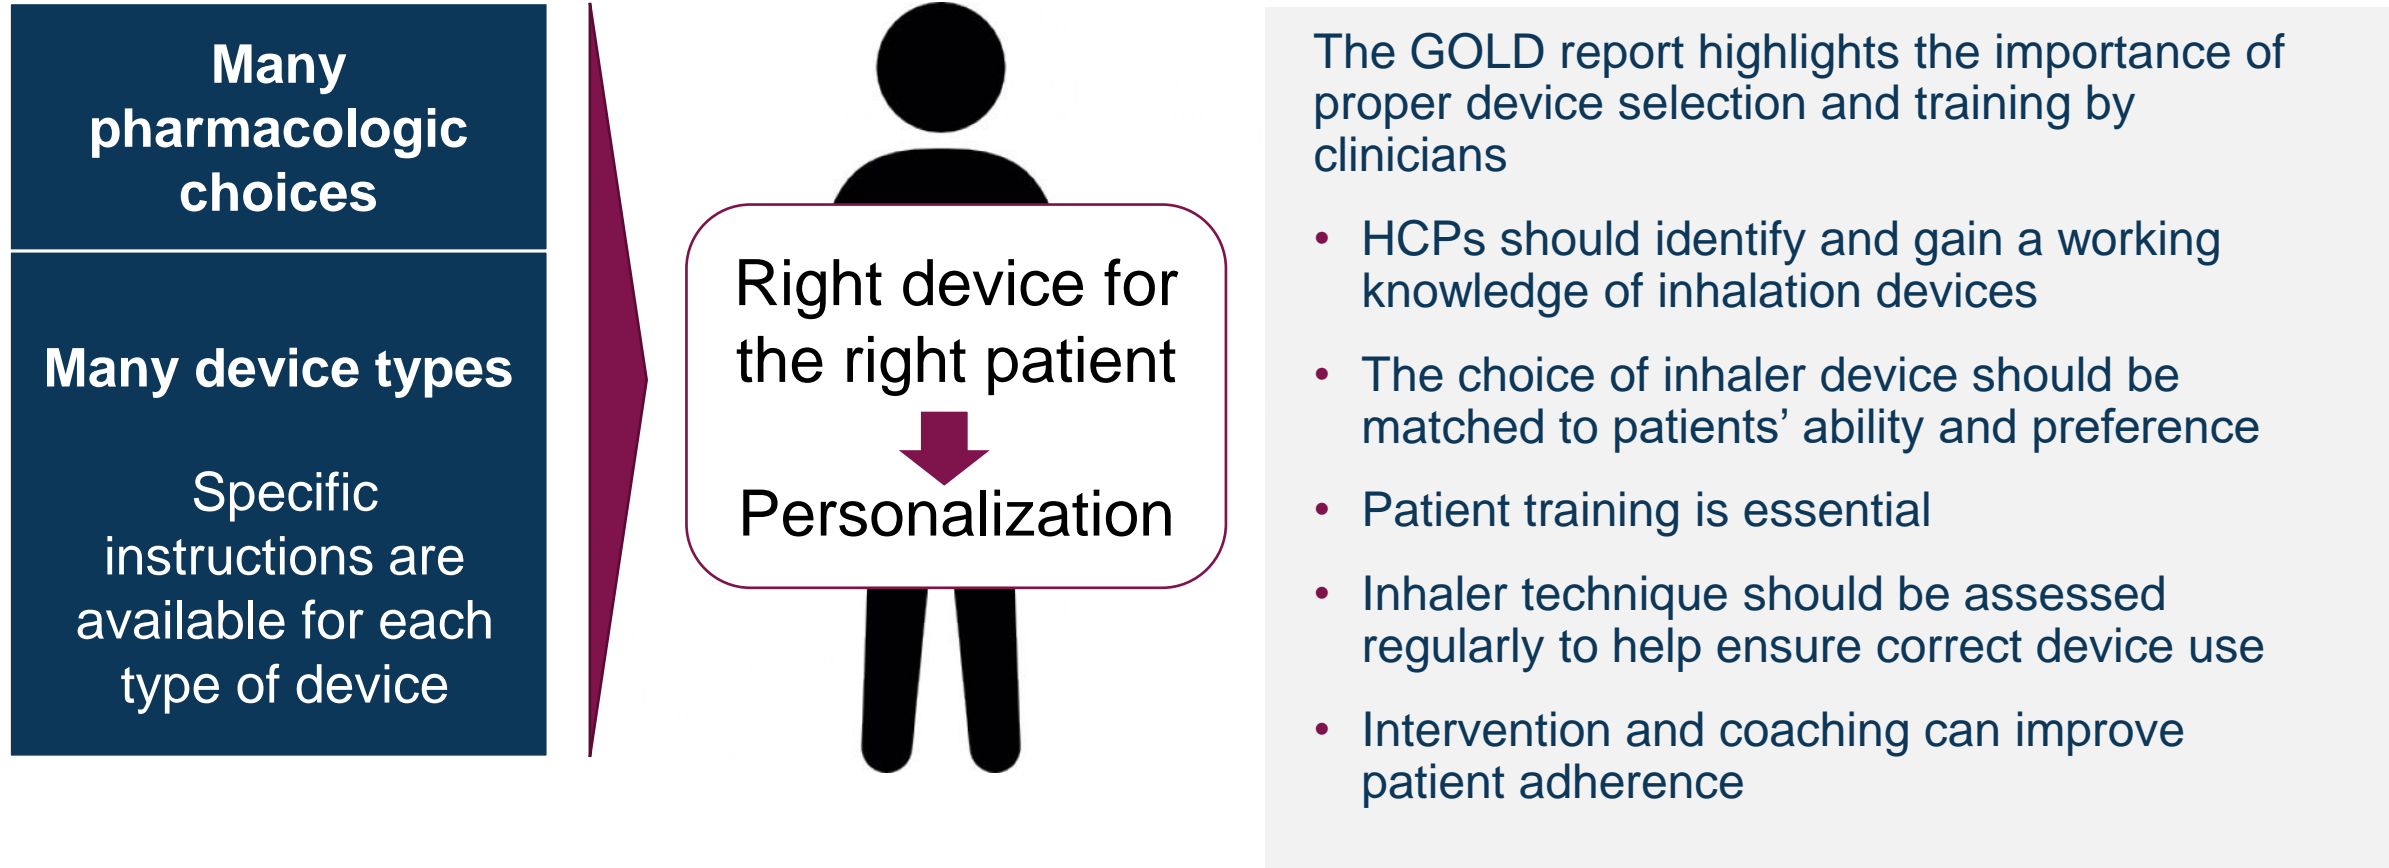 Many
pharmacologic
choices
Many device types
Specific
instructions are
available for each
type of device
Right device for
the right patient
Personalization
The GOLD report highlights the importance of
proper device selection and training by
clinicians
• HCPs should identify and gain a working
knowledge of inhalation devices
• The choice of inhaler device should be
matched to patients’ ability and preference
• Patient training is essential
• Inhaler technique should be assessed
regularly to help ensure correct device use
• Intervention and coaching can improve
patient adherence